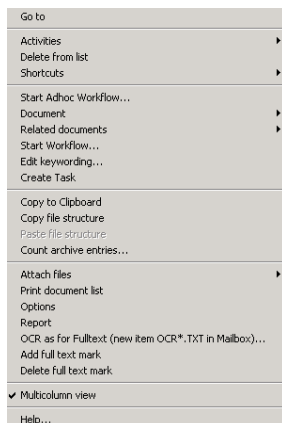 Go to
Activities
Delete from list
Shortcuts
Start Adhoc Workflow...
Document
Related documents
Start Workflow...
Edit keywording...
Create Task
Copy to Clipboard
Copy file structure
Paste file structure
Count archive entries...
Attach files
Print document list
Options
Report
OCR as for Fulltext (new item OCR*.TXT in Mailbox)...
Add full text mark
Delete full text mark
Multicolumn view
Help...